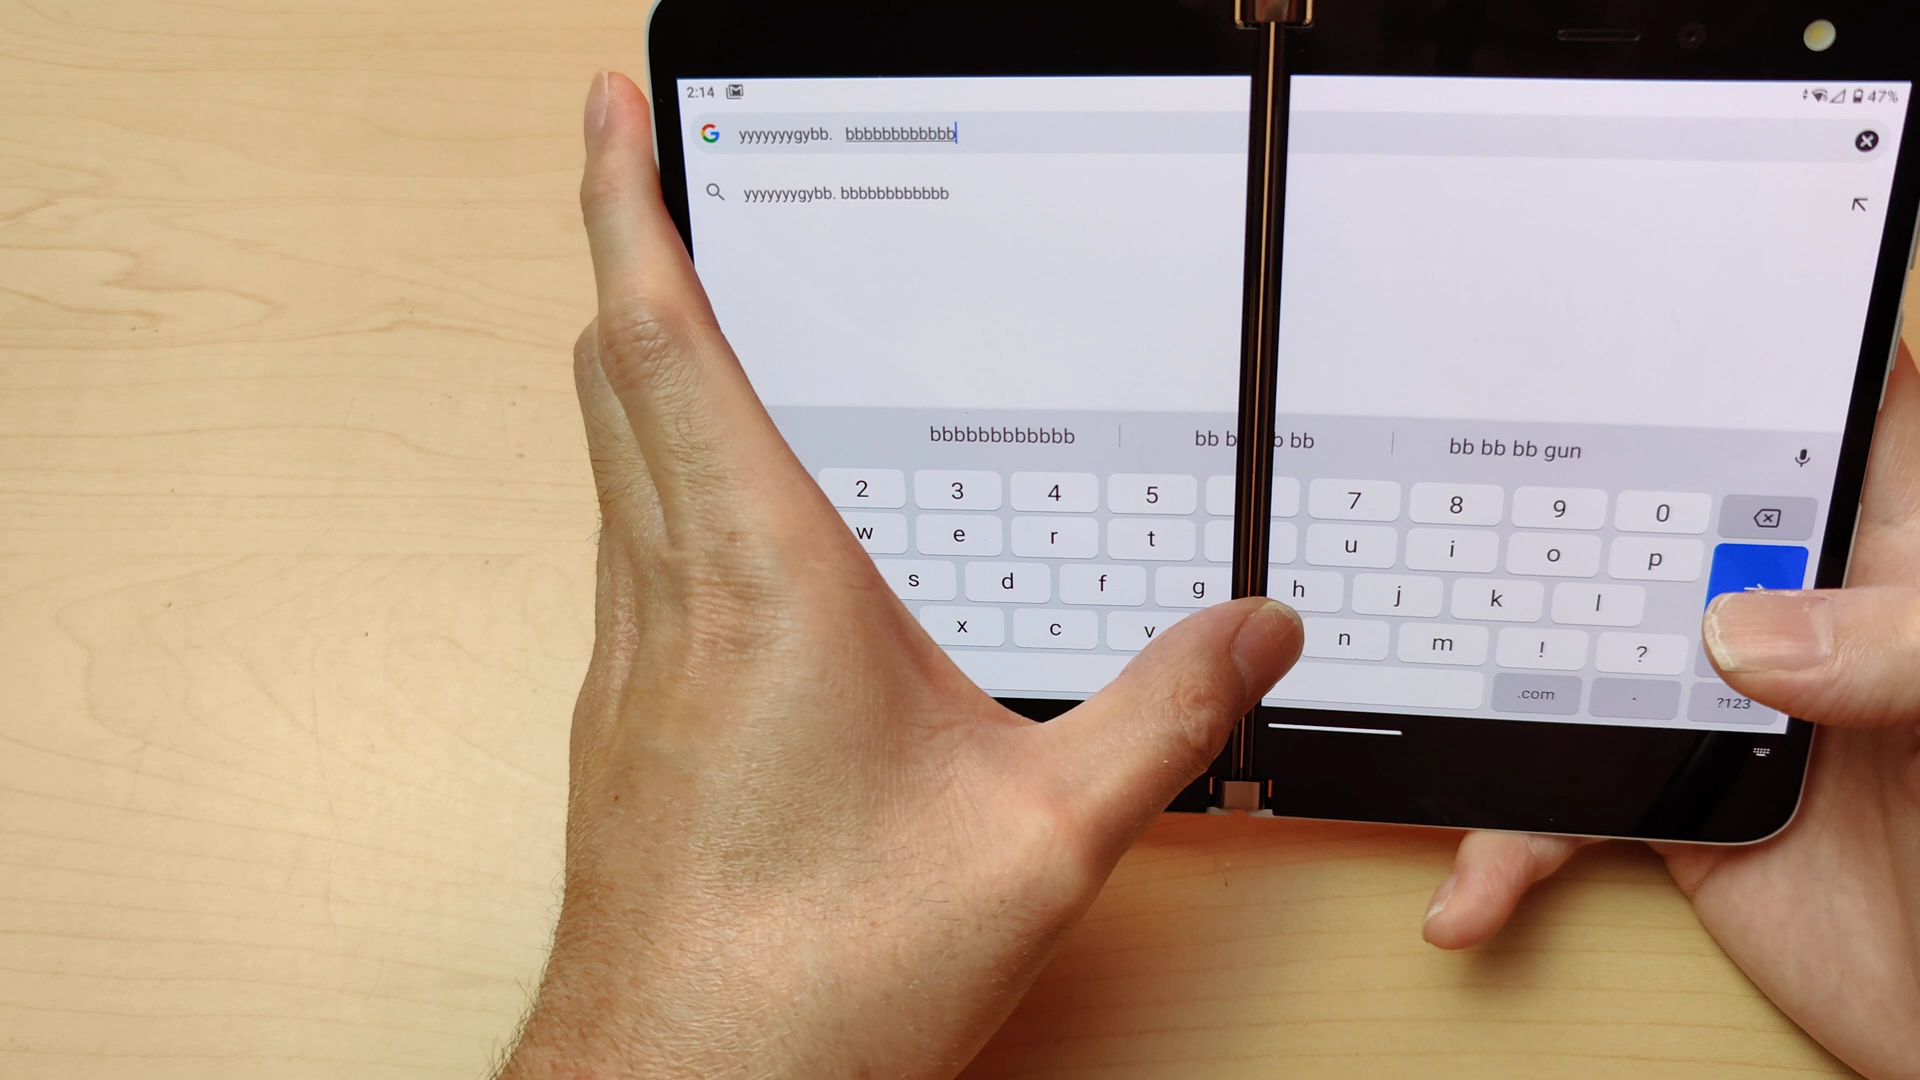 2:14 47%
G yyyyyyygybb. bbbbbbbbbbbb
yyyyyyygybb. bbbbbbbbbbbb
bbbbbbbbbbbb bb bb bb bb gun
2 3 4 5 7 8 9 0
w e r t u i o p
s d f g h j k l
x c v n m ! ?
.com . ?123